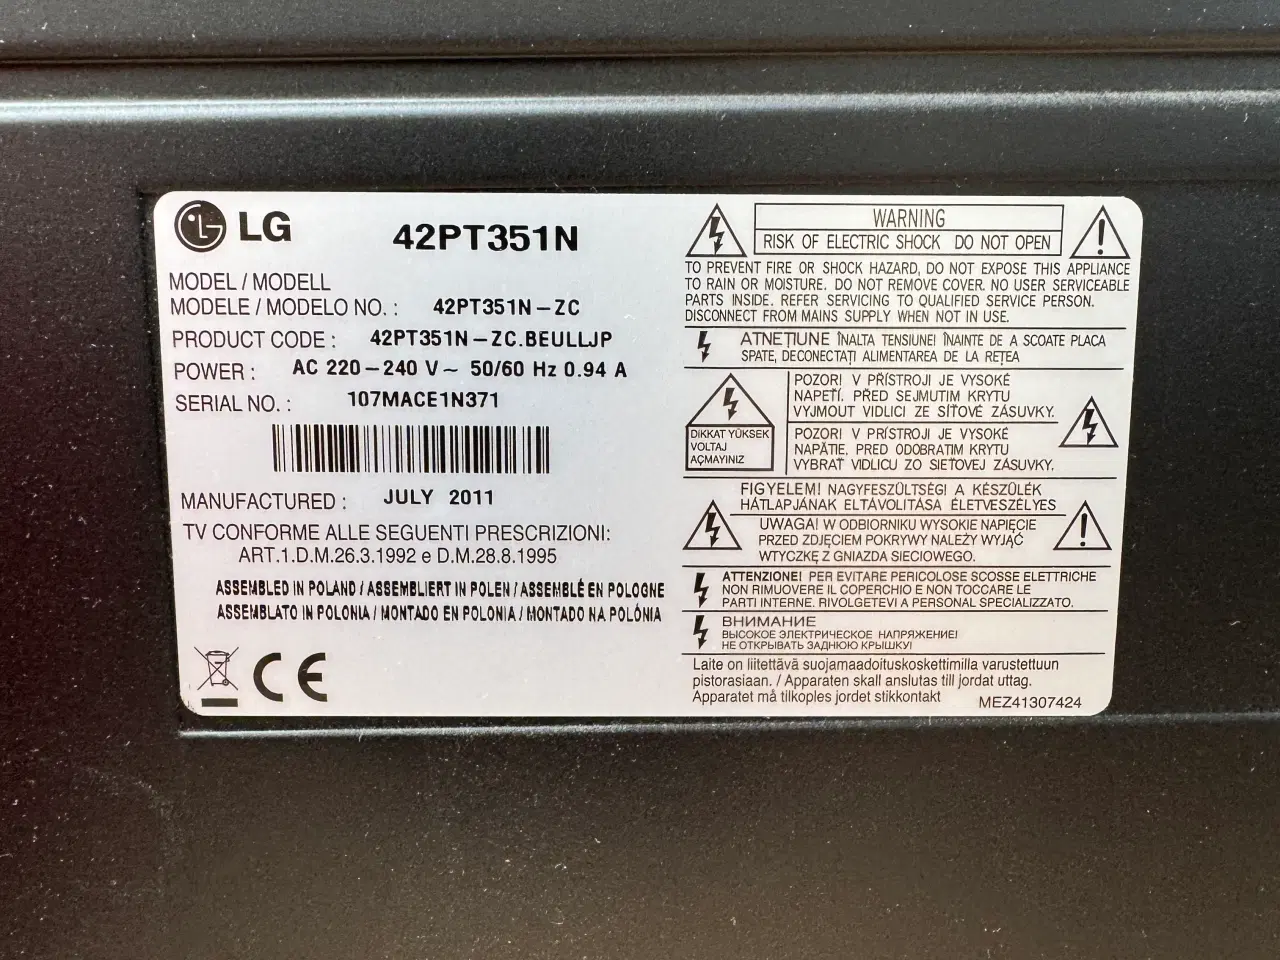 LG
42PT351N
MODEL / MODELL
MODELE / MODELO NO. : 42PT351N-ZC
PRODUCT CODE : 42PT351N-ZC.BEULLJP
POWER : AC 220-240 V~ 50/60 Hz 0.94 A
SERIAL NO. : 107MACE1N371
MANUFACTURED : JULY 2011
TV CONFORME ALLE SEGUENTI PRESCRIZIONI:
ART.1.D.M.26.3.1992 e D.M.28.8.1995
ASSEMBLED IN POLAND / ASSEMBLIERT IN POLEN / ASSEMBLÉ EN POLOGNE
ASSEMBLATO IN POLONIA / MONTADO EN POLONIA / MONTADO NA POLÓNIA
CE
WARNING
RISK OF ELECTRIC SHOCK DO NOT OPEN
TO PREVENT FIRE OR SHOCK HAZARD, DO NOT EXPOSE THIS APPLIANCE
TO RAIN OR MOISTURE. DO NOT REMOVE COVER. NO USER SERVICEABLE
PARTS INSIDE. REFER SERVICING TO QUALIFIED SERVICE PERSON.
DISCONNECT FROM MAINS SUPPLY WHEN NOT IN USE.
ATNEȚIUNE ÎNALTA TENSIUNE! ÎNAINTE DE A SCOATE PLACA
SPATE, DECONECTAȚI ALIMENTAREA DE LA REȚEA
DİKKAT YÜKSEK
VOLTAJ
AÇMAYINIZ
POZOR! V PŘÍSTROJI JE VYSOKÉ
NAPETÍ. PŘED SEJMUTIM KRYTU
VYJMOUT VIDLICI ZE SÍŤOVÉ ZÁSUVKY.
POZOR! V PRÍSTROJI JE VYSOKÉ
NAPÄTIE. PRED ODOBRATIM KRYTU
VYBRAŤ VIDLICU ZO SIEŤOVEJ ZÁSUVKY.
FIGYELEM! NAGYFESZÜLTSÉG! A KÉSZÜLÉK
HÁTLAPJÁNAK ELTÁVOLÍTÁSA ÉLETVESZÉLYES
UWAGA! W ODBIORNIKU WYSOKIE NAPIĘCIE
PRZED ZDJĘCIEM POKRYWY NALEŻY WYJĄĆ
WTYCZKĘ Z GNIAZDA SIECIOWEGO.
ATTENZIONE! PER EVITARE PERICOLOSE SCOSSE ELETTRICHE
NON RIMUOVERE IL COPERCHIO E NON TOCCARE LE
PARTI INTERNE. RIVOLGETEVI A PERSONAL SPECIALIZZATO.
ВНИМАНИЕ
ВЫСОКОЕ ЭЛЕКТРИЧЕСКОЕ НАПРЯЖЕНИЕ!
НЕ ОТКРЫВАТЬ ЗАДНЮЮ КРЫШКУ!
Laite on liitettävä suojamaadoituskoskettimilla varustettuun
pistorasiaan. / Apparaten skall anslutas till jordat uttag.
Apparatet må tilkoples jordet stikkontakt
MEZ41307424